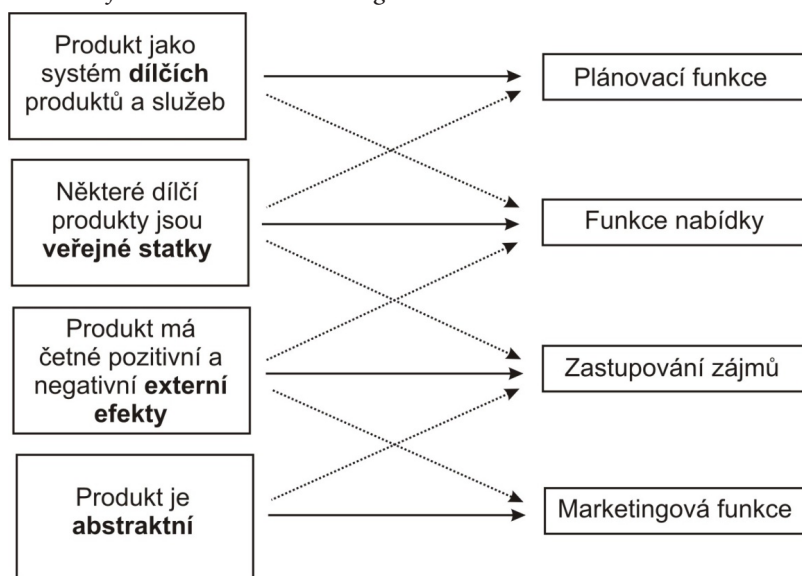 Produkt jako
systém dílčích
produktů a služeb
Plánovací funkce
Některé dílčí
produkty jsou
veřejné statky
Funkce nabídky
Produkt má
četné pozitivní a
negativní externí
efekty
Zastupování zájmů
Produkt je
abstraktní
Marketingová funkce